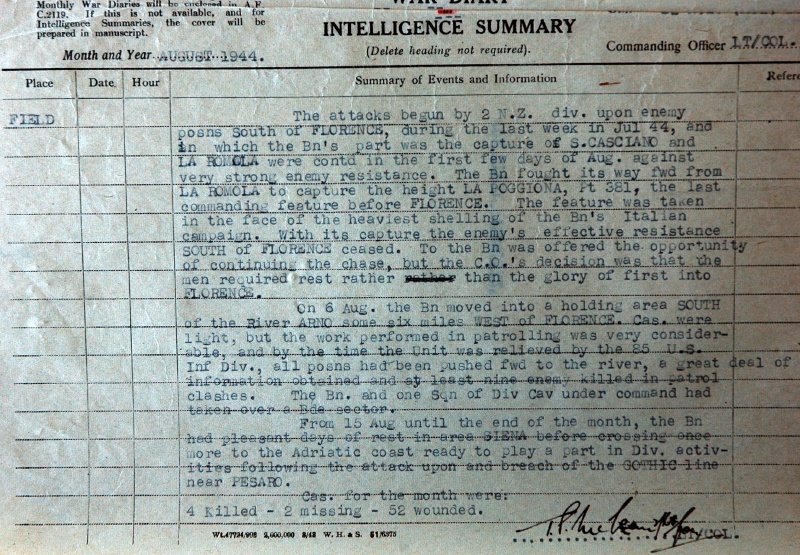 Monthly War Diaries will be enclosed in A.F.
C.2119. If this is not available, and for
Intelligence Summaries, the cover will be
prepared in manuscript.
WAR DIARY
INTELLIGENCE SUMMARY
(Delete heading not required).
Month and Year AUGUST 1944.
Commanding Officer LT/COL.
Place Date Hour Summary of Events and Information Refere
FIELD
The attacks begun by 2 N.Z. div. upon enemy
posns South of FLORENCE, during the last week in Jul 44, and
in which the Bn's part was the capture of S.CASCIANO and
LA ROMOLA were contd in the first few days of Aug. against
very strong enemy resistance. The Bn fought its way fwd from
LA ROMOLA to capture the height LA POGGIONA, Pt 381, the last
commanding feature before FLORENCE. The feature was taken
in the face of the heaviest shelling of the Bn's Italian
campaign. With its capture the enemy's effective resistance
SOUTH of FLORENCE ceased. To the Bn was offered the opportunity
of continuing the chase, but the C.O.'s decision was that the
men required rest rather rather than the glory of first into
FLORENCE.
On 6 Aug. the Bn moved into a holding area SOUTH
of the River ARNO some six miles WEST of FLORENCE. Cas. were
light, but the work performed in patrolling was very consider-
able, and by the time the Unit was relieved by the 85 U.S.
Inf Div., all posns had been pushed fwd to the river, a great deal of
information obtained and at least nine enemy killed in patrol
clashes. The Bn. and one Sqn of Div Cav under command had
taken over a Bde sector.
From 15 Aug until the end of the month, the Bn
had pleasant days of rest in area SIENA before crossing once
more to the Adriatic coast ready to play a part in Div. activ-
ities following the attack upon and breach of the GOTHIC line
near PESARO.
Cas. for the month were:
4 Killed - 2 missing - 52 wounded.
Wt.47724/993 2,000,000 3/43 W. H. & S. 51/6375
LT/COL.